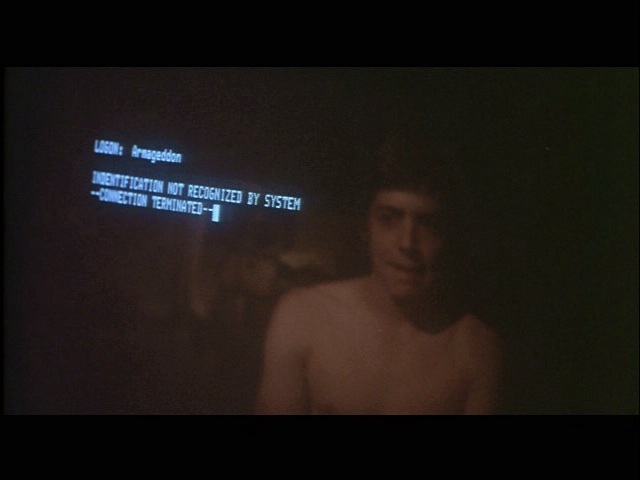 LOGON: Armageddon
INDENTIFICATION NOT RECOGNIZED BY SYSTEM
--CONNECTION TERMINATED--